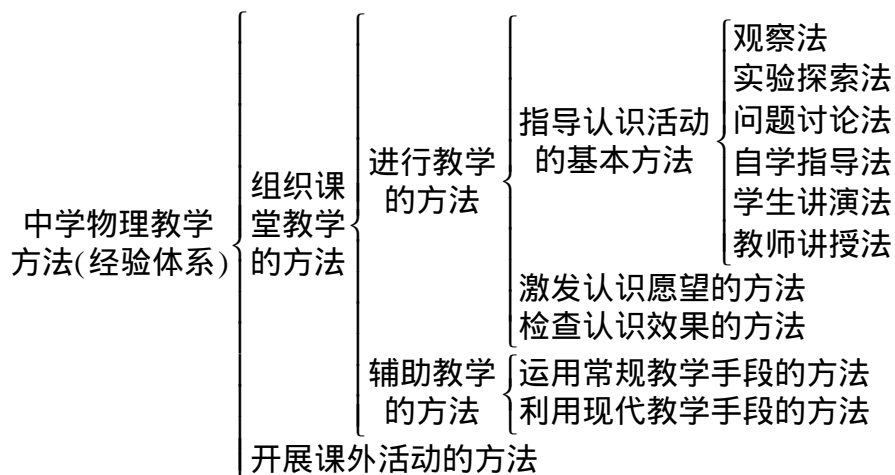 中学物理教学
方法(经验体系)
组织课
堂教学
的方法
进行教学
的方法
指导认识活动
的基本方法
观察法
实验探索法
问题讨论法
自学指导法
学生讲演法
教师讲授法
激发认识愿望的方法
检查认识效果的方法
辅助教学
的方法
运用常规教学手段的方法
利用现代教学手段的方法
开展课外活动的方法